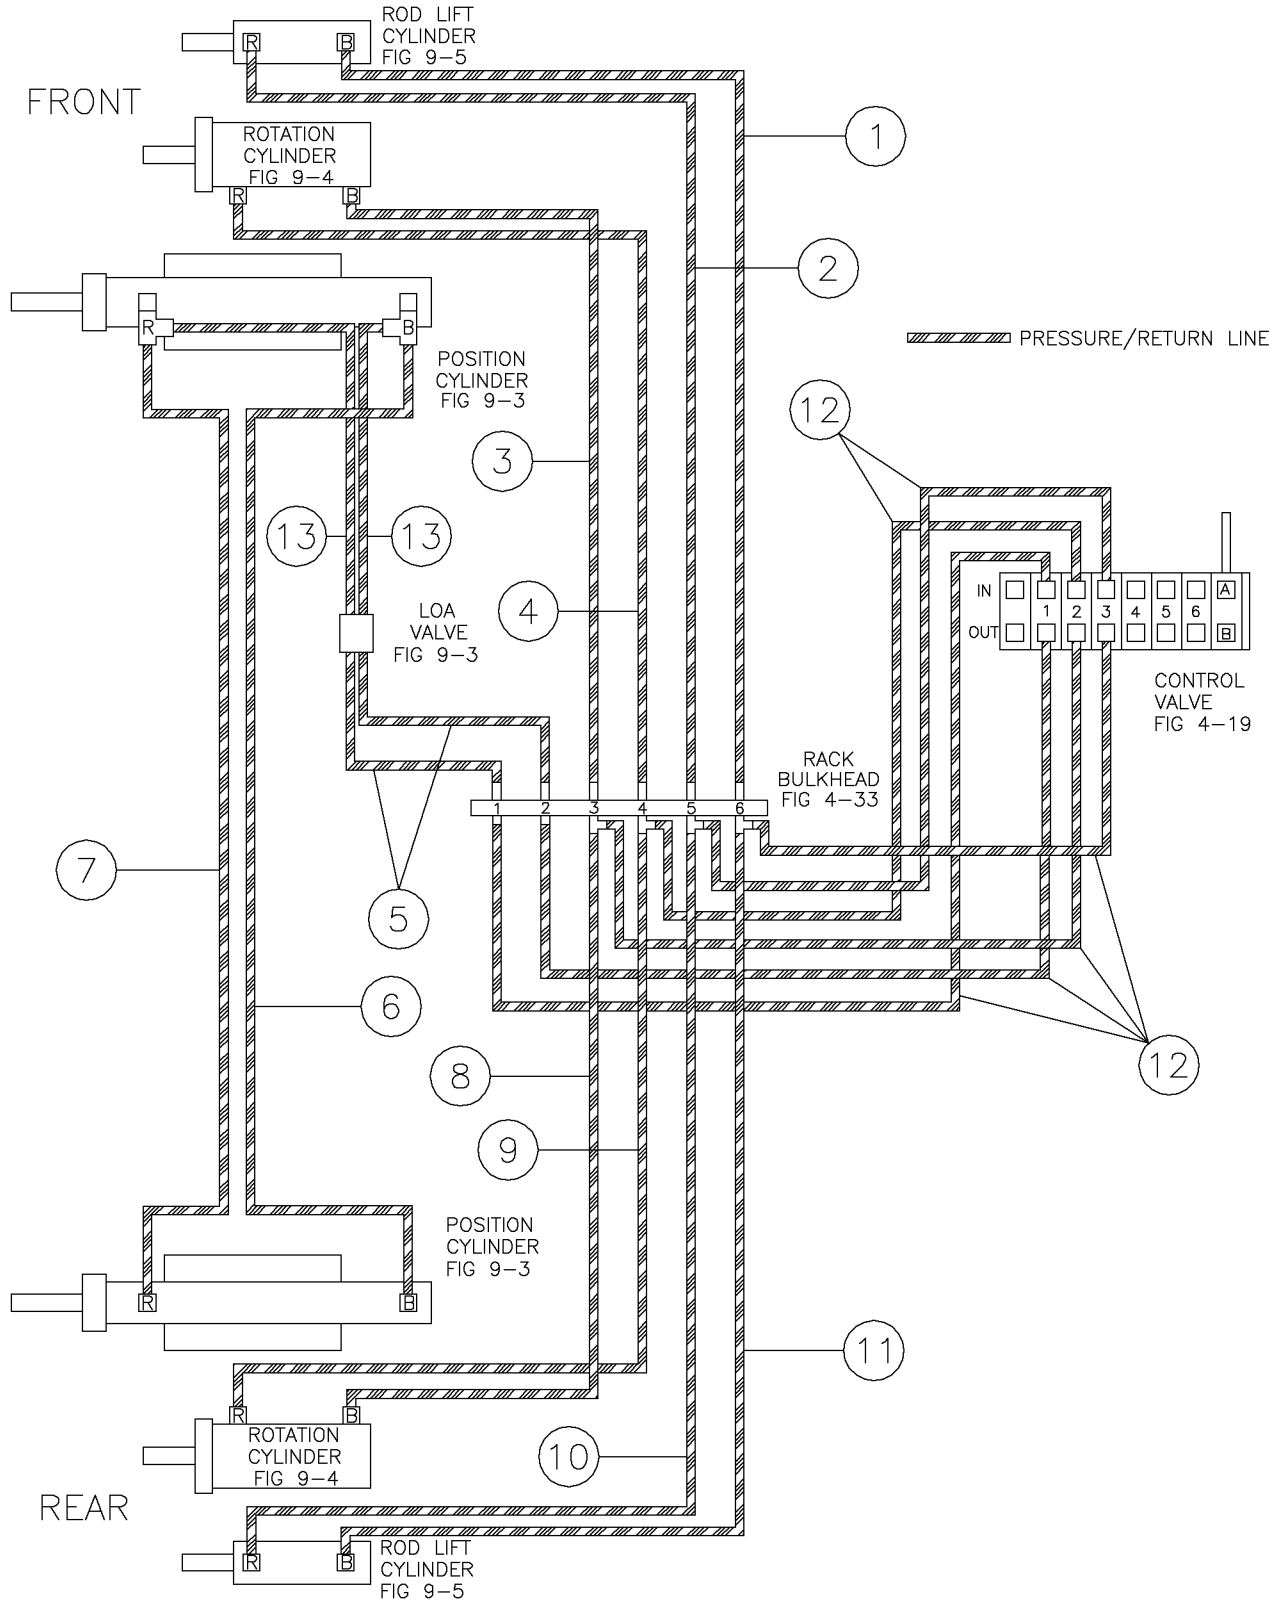 ROD LIFT
CYLINDER
FIG 9-5
R
B
FRONT
1
ROTATION
CYLINDER
FIG 9-4
R
B
2
R
B
PRESSURE/RETURN LINE
POSITION
CYLINDER
FIG 9-3
12
3
13
13
IN
A
1
2
3
4
5
6
OUT
B
4
LOA
VALVE
FIG 9-3
CONTROL
VALVE
FIG 4-19
RACK
BULKHEAD
FIG 4-33
1
2
3
4
5
6
7
5
6
8
12
9
POSITION
CYLINDER
FIG 9-3
R
B
11
R
B
ROTATION
CYLINDER
FIG 9-4
10
REAR
ROD LIFT
CYLINDER
FIG 9-5
R
B